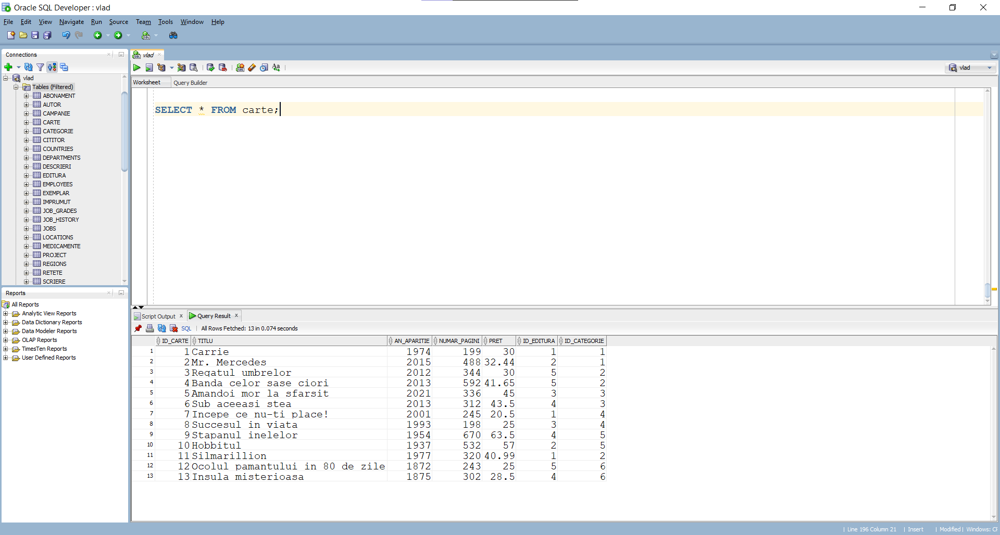 Oracle SQL Developer : vlad
File Edit View Navigate Run Source Team Tools Window Help
Connections
vlad
Tables (Filtered)
ABONAMENT
AUTOR
CAMPANIE
CARTE
CATEGORIE
CITITOR
COUNTRIES
DEPARTMENTS
DESCRIERI
EDITURA
EMPLOYEES
EXEMPLAR
IMPRUMUT
JOB_GRADES
JOB_HISTORY
JOBS
LOCATIONS
MEDICAMENTE
PROJECT
REGIONS
RETETE
SCRIERE
Reports
All Reports
Analytic View Reports
Data Dictionary Reports
Data Modeler Reports
OLAP Reports
TimesTen Reports
User Defined Reports
vlad
vlad
Worksheet Query Builder
SELECT * FROM carte;
Script Output x Query Result x
SQL | All Rows Fetched: 13 in 0.074 seconds
ID_CARTE TITLU AN_APARITIE NUMAR_PAGINI PRET ID_EDITURA ID_CATEGORIE
1 1 Carrie 1974 199 30 1 1
2 2 Mr. Mercedes 2015 488 32.44 2 1
3 3 Regatul umbrelor 2012 344 30 5 2
4 4 Banda celor sase ciori 2013 592 41.65 5 2
5 5 Amandoi mor la sfarsit 2021 336 45 3 3
6 6 Sub aceeasi stea 2013 312 43.5 4 3
7 7 Incepe ce nu-ti place! 2001 245 20.5 1 4
8 8 Succesul in viata 1993 198 25 3 4
9 9 Stapanul inelelor 1954 670 63.5 4 5
10 10 Hobbitul 1937 532 57 2 5
11 11 Silmarillion 1977 320 40.99 1 2
12 12 Ocolul pamantului in 80 de zile 1872 243 25 5 6
13 13 Insula misterioasa 1875 302 28.5 4 6
| Line 196 Column 21 | Insert | Modified | Windows: CR